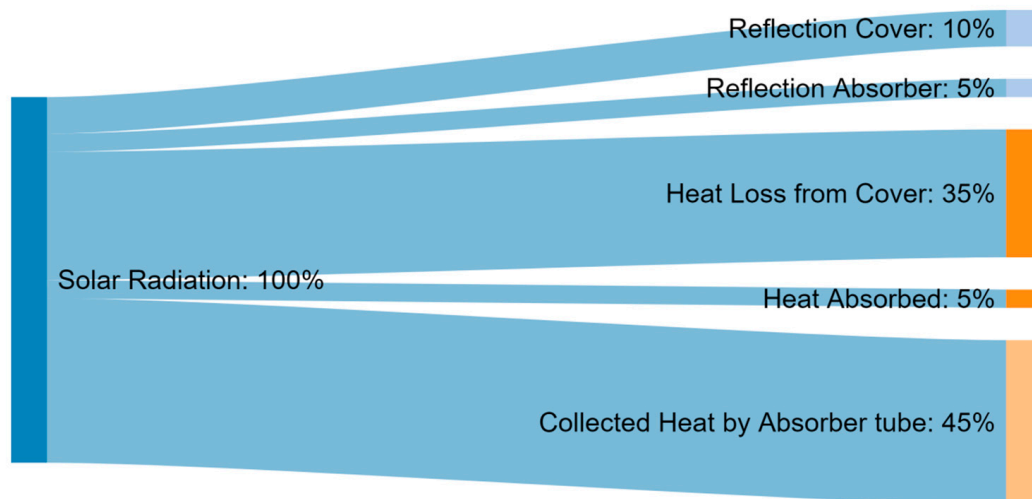 Reflection Cover: 10%
Reflection Absorber: 5%
Heat Loss from Cover: 35%
Solar Radiation: 100%
Heat Absorbed: 5%
Collected Heat by Absorber tube: 45%